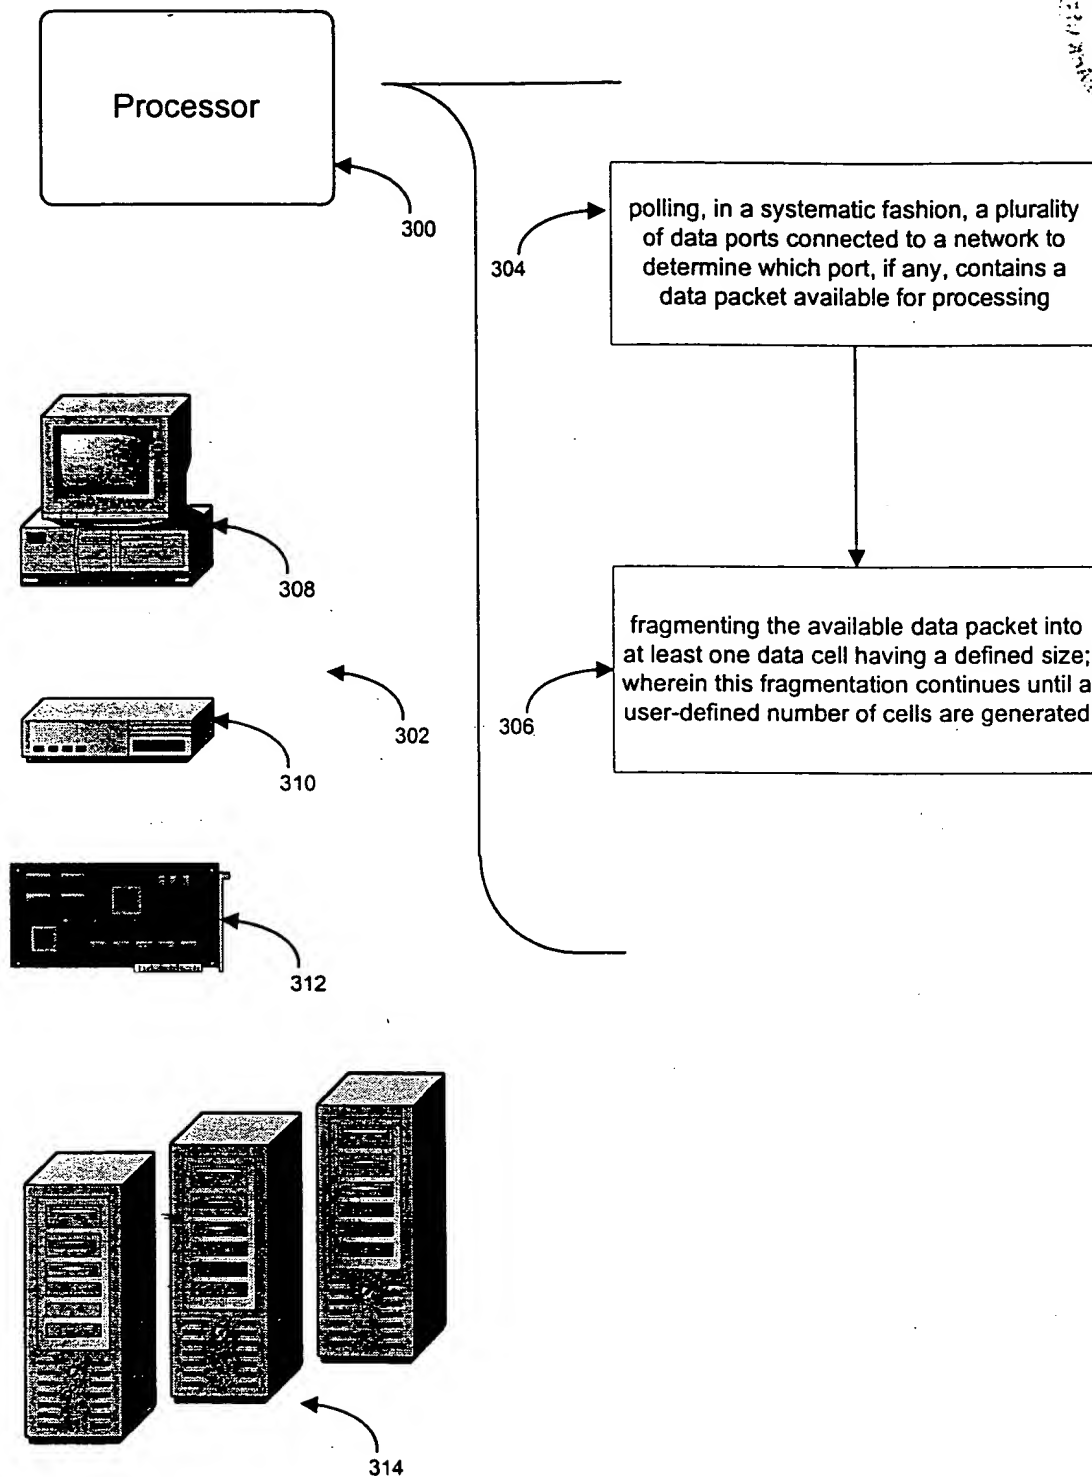 Processor
300
304
polling, in a systematic fashion, a plurality
of data ports connected to a network to
determine which port, if any, contains a
data packet available for processing
308
302
306
fragmenting the available data packet into
at least one data cell having a defined size;
wherein this fragmentation continues until a
user-defined number of cells are generated
310
312
314